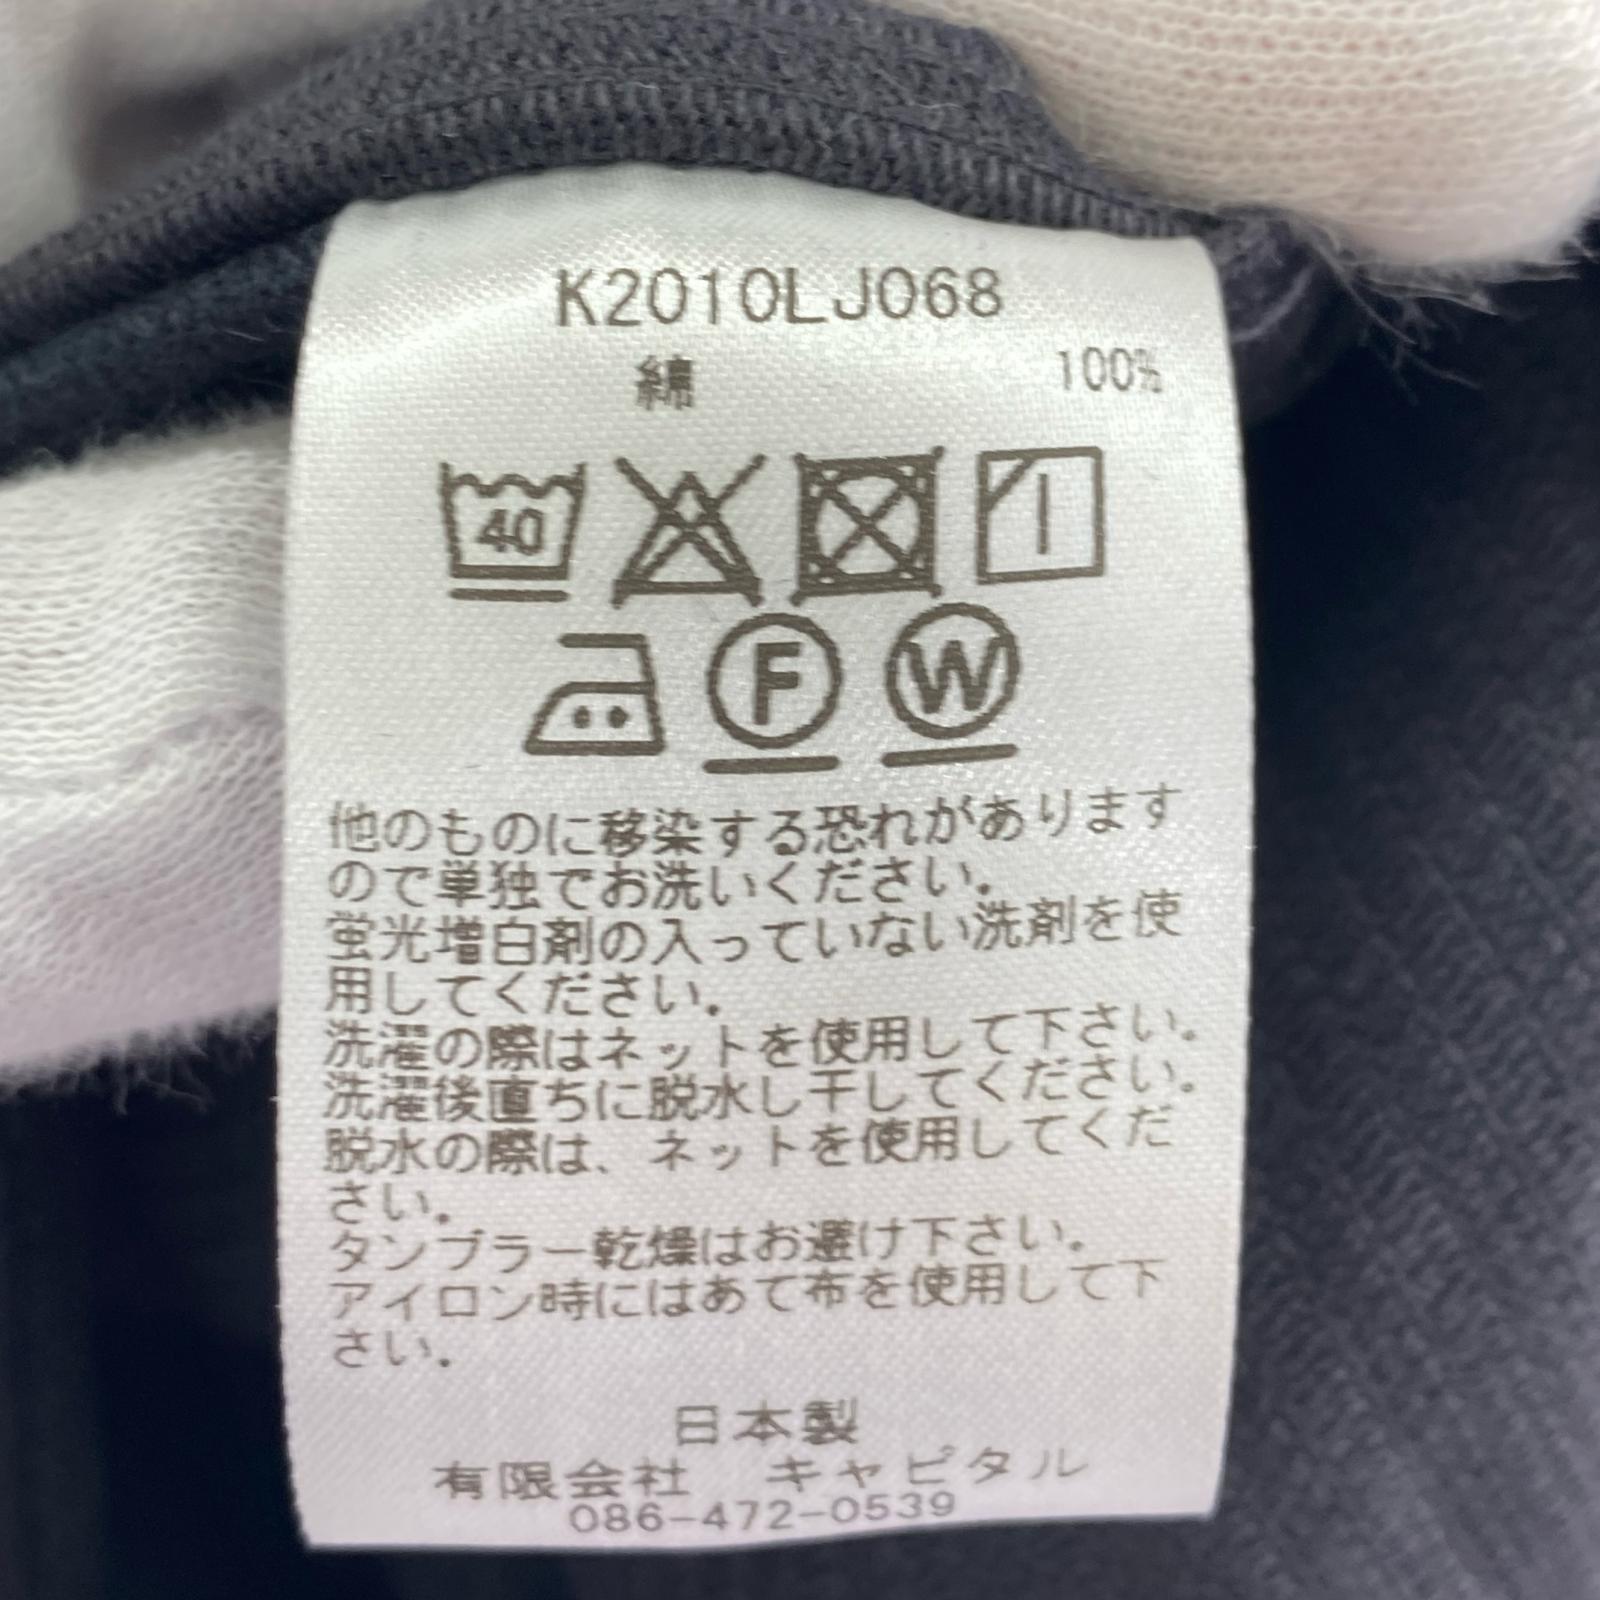 K2010LJ068
綿 100%
40
F W
他のものに移染する恐れがあります
ので単独でお洗いください。
蛍光増白剤の入っていない洗剤を使
用してください。
洗濯の際はネットを使用して下さい。
洗濯後直ちに脱水し干してください。
脱水の際は、ネットを使用してくだ
さい。
タンブラー乾燥はお避け下さい。
アイロン時にはあて布を使用して下
さい。
日本製
有限会社 キャピタル
086-472-0539